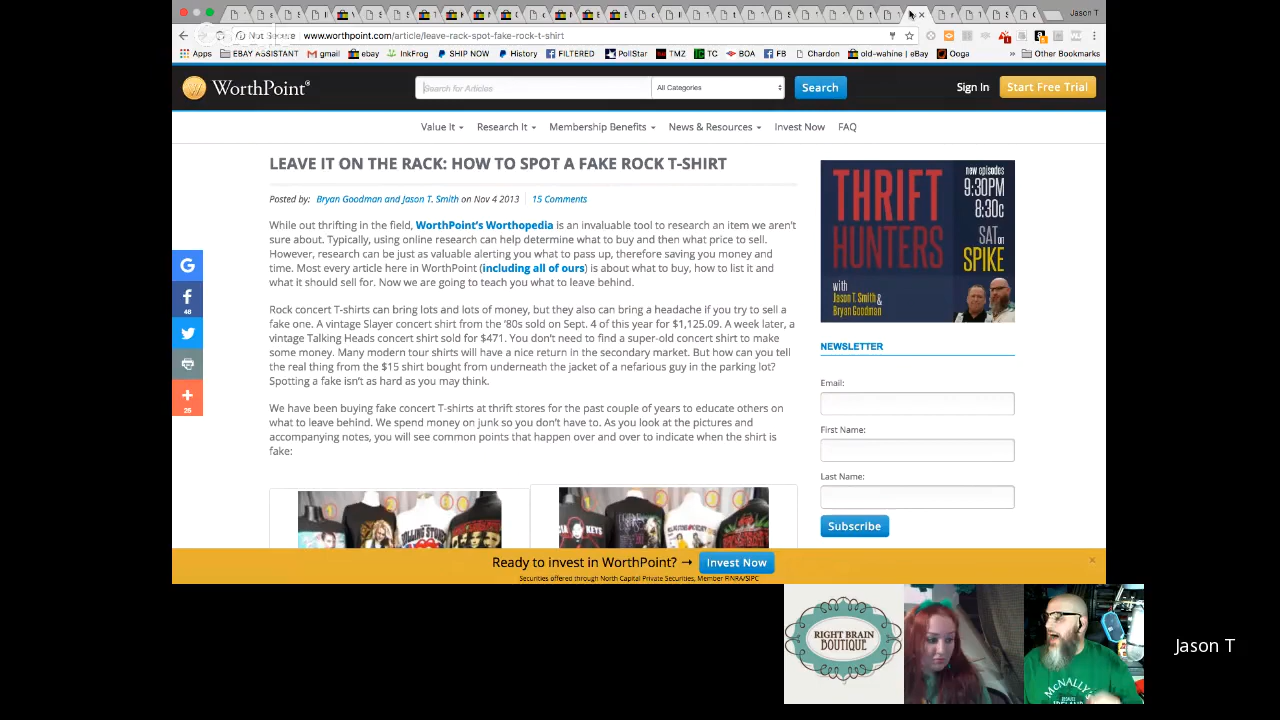 Jason T
Not Secure www.worthpoint.com/article/leave-rack-spot-fake-rock-t-shirt
Apps EBAY ASSISTANT gmail ebay InkFrog SHIP NOW History FILTERED PollStar TMZ TC BOA FB Chardon old-wahine | eBay Ooga » Other Bookmarks
WorthPoint
Search for Articles
All Categories
Search
Sign In
Start Free Trial
Value It Research It Membership Benefits News & Resources Invest Now FAQ
LEAVE IT ON THE RACK: HOW TO SPOT A FAKE ROCK T-SHIRT
Posted by: Bryan Goodman and Jason T. Smith on Nov 4 2013 15 Comments
While out thrifting in the field, WorthPoint's Worthopedia is an invaluable tool to research an item we aren't
sure about. Typically, using online research can help determine what to buy and then what price to sell.
However, research can be just as valuable alerting you what to pass up, therefore saving you money and
time. Most every article here in WorthPoint (including all of ours) is about what to buy, how to list it and
what it should sell for. Now we are going to teach you what to leave behind.
Rock concert T-shirts can bring lots and lots of money, but they also can bring a headache if you try to sell a
fake one. A vintage Slayer concert shirt from the '80s sold on Sept. 4 of this year for $1,125.09. A week later, a
vintage Talking Heads concert shirt sold for $471. You don't need to find a super-old concert shirt to make
some money. Many modern tour shirts will have a nice return in the secondary market. But how can you tell
the real thing from the $15 shirt bought from underneath the jacket of a nefarious guy in the parking lot?
Spotting a fake isn't as hard as you may think.
We have been buying fake concert T-shirts at thrift stores for the past couple of years to educate others on
what to leave behind. We spend money on junk so you don't have to. As you look at the pictures and
accompanying notes, you will see common points that happen over and over to indicate when the shirt is
fake:
48
26
THRIFT
HUNTERS
new episodes
9:30PM
8:30c
SAT on
SPIKE
with
Jason T. Smith &
Bryan Goodman
NEWSLETTER
Email:
First Name:
Last Name:
Subscribe
Ready to invest in WorthPoint? → Invest Now
Securities offered through North Capital Private Securities, Member FINRA/SIPC
RIGHT BRAIN
BOUTIQUE
McNALLY'S
Jason T